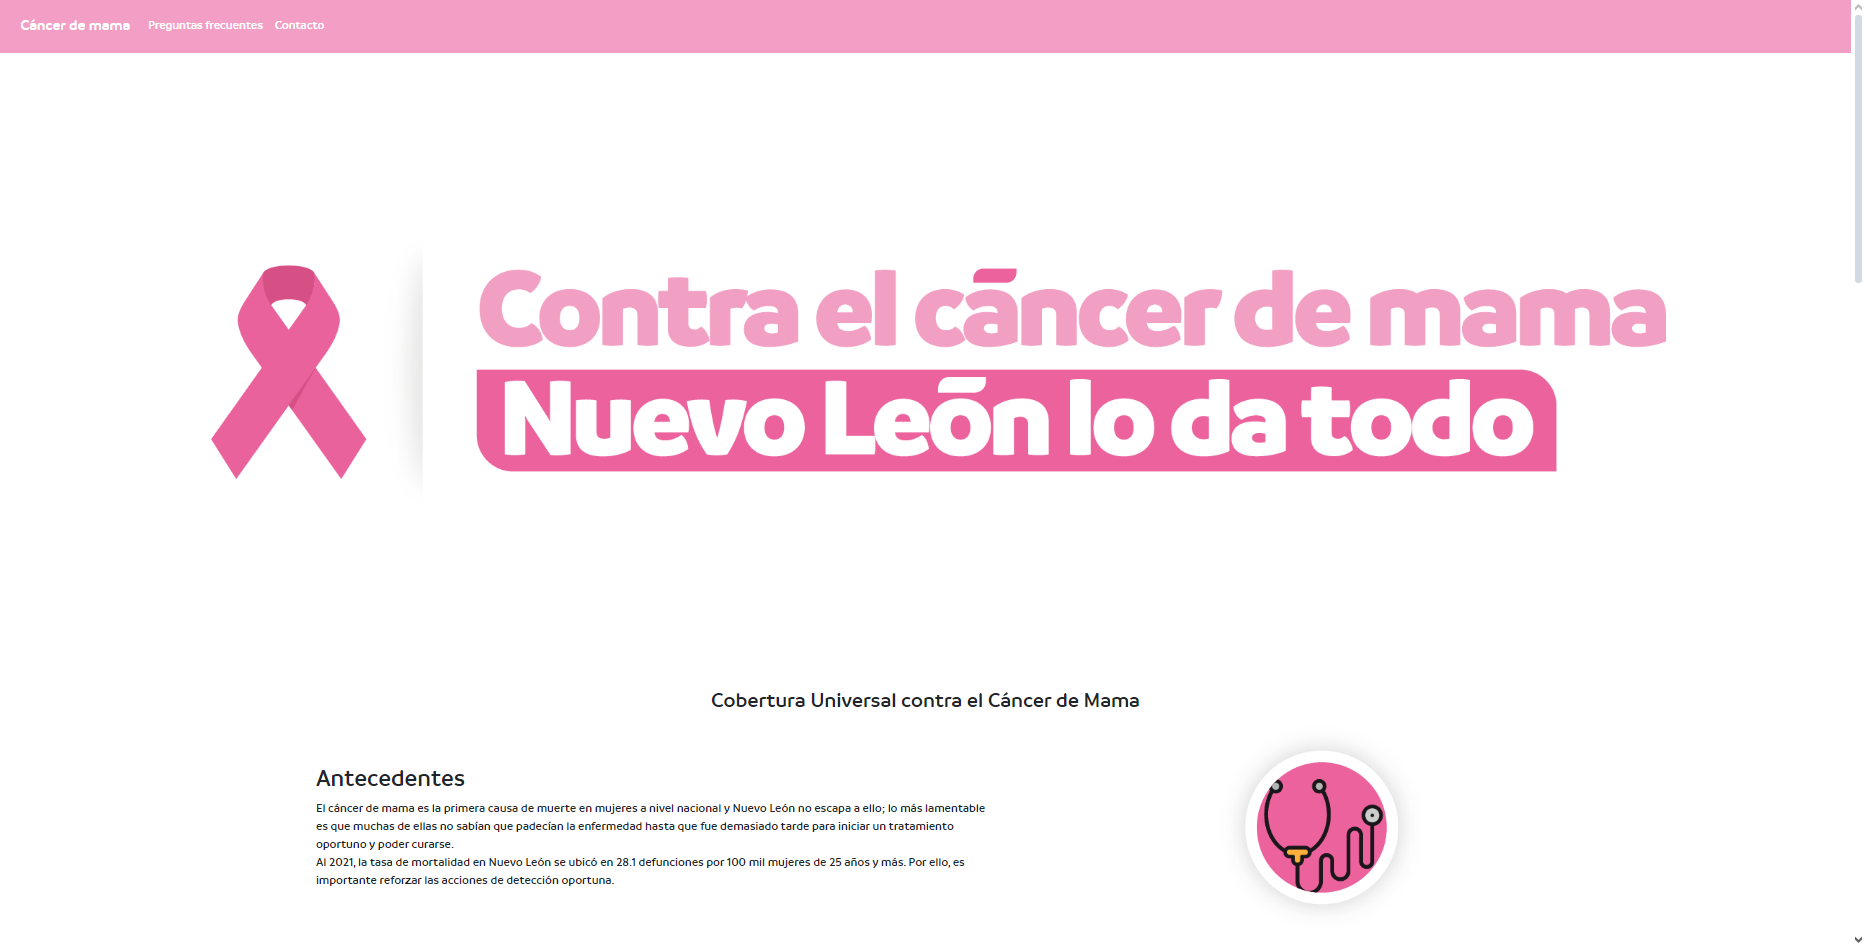 Cáncer de mama Preguntas frecuentes Contacto
Contra el cáncer de mama
Nuevo León lo da todo
Cobertura Universal contra el Cáncer de Mama
Antecedentes
El cáncer de mama es la primera causa de muerte en mujeres a nivel nacional y Nuevo León no escapa a ello; lo más lamentable
es que muchas de ellas no sabían que padecían la enfermedad hasta que fue demasiado tarde para iniciar un tratamiento
oportuno y poder curarse.
Al 2021, la tasa de mortalidad en Nuevo León se ubicó en 28.1 defunciones por 100 mil mujeres de 25 años y más. Por ello, es
importante reforzar las acciones de detección oportuna.